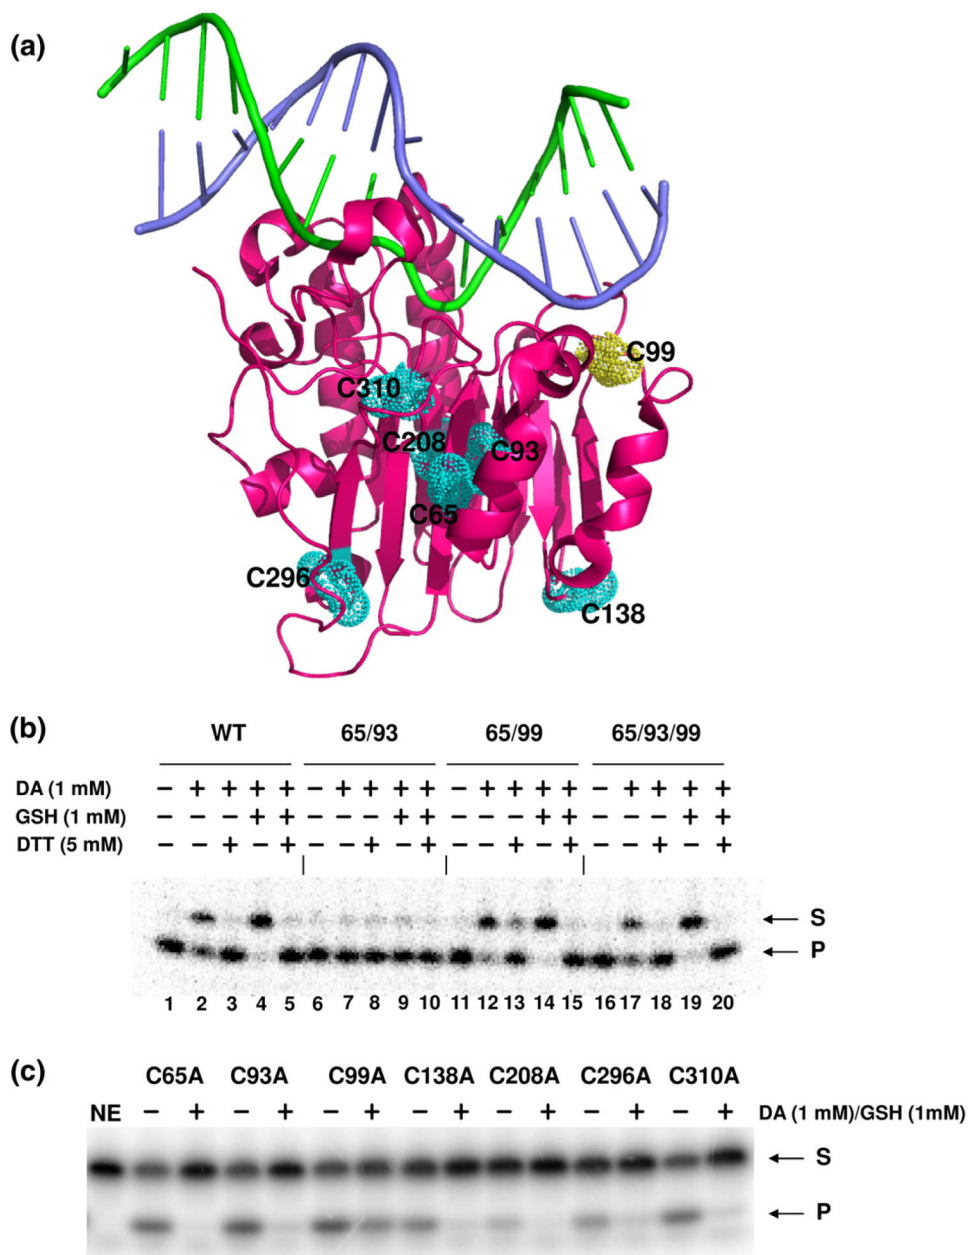 (a)
C99
C310
C208
C93
C65
C296
C138
(b)
WT 65/93 65/99 65/93/99
DA (1 mM) − + + + + − + + + + − + + + + − + + + +
GSH (1 mM) − − − + + − − − + + − − − + + − − − + +
DTT (5 mM) − − + − + − − + − + − − + − + − − + − +
S
P
1 2 3 4 5 6 7 8 9 10 11 12 13 14 15 16 17 18 19 20
(c)
C65A C93A C99A C138A C208A C296A C310A
NE − + − + − + − + − + − + − + DA (1 mM)/GSH (1mM)
S
P